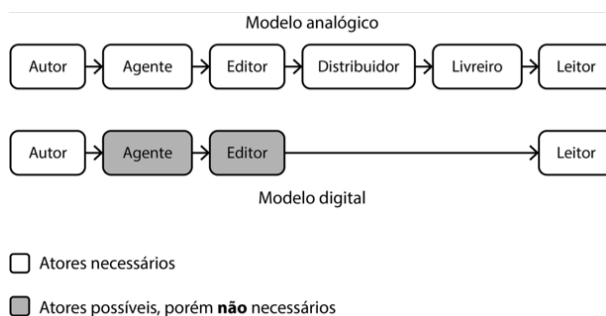 Modelo analógico
Autor Agente Editor Distribuidor Livreiro Leitor
Autor Agente Editor Leitor
Modelo digital
Atores necessários
Atores possíveis, porém não necessários